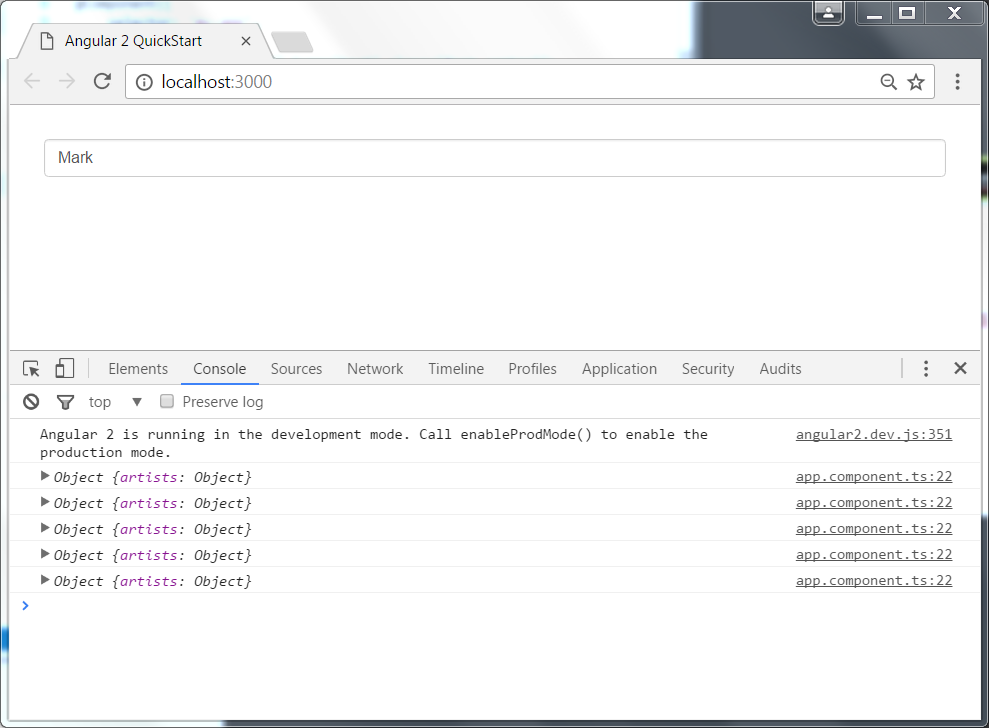 Angular 2 QuickStart
localhost:3000
Mark
Elements Console Sources Network Timeline Profiles Application Security Audits
top Preserve log
Angular 2 is running in the development mode. Call enableProdMode() to enable the angular2.dev.js:351
production mode.
Object {artists: Object} app.component.ts:22
Object {artists: Object} app.component.ts:22
Object {artists: Object} app.component.ts:22
Object {artists: Object} app.component.ts:22
Object {artists: Object} app.component.ts:22